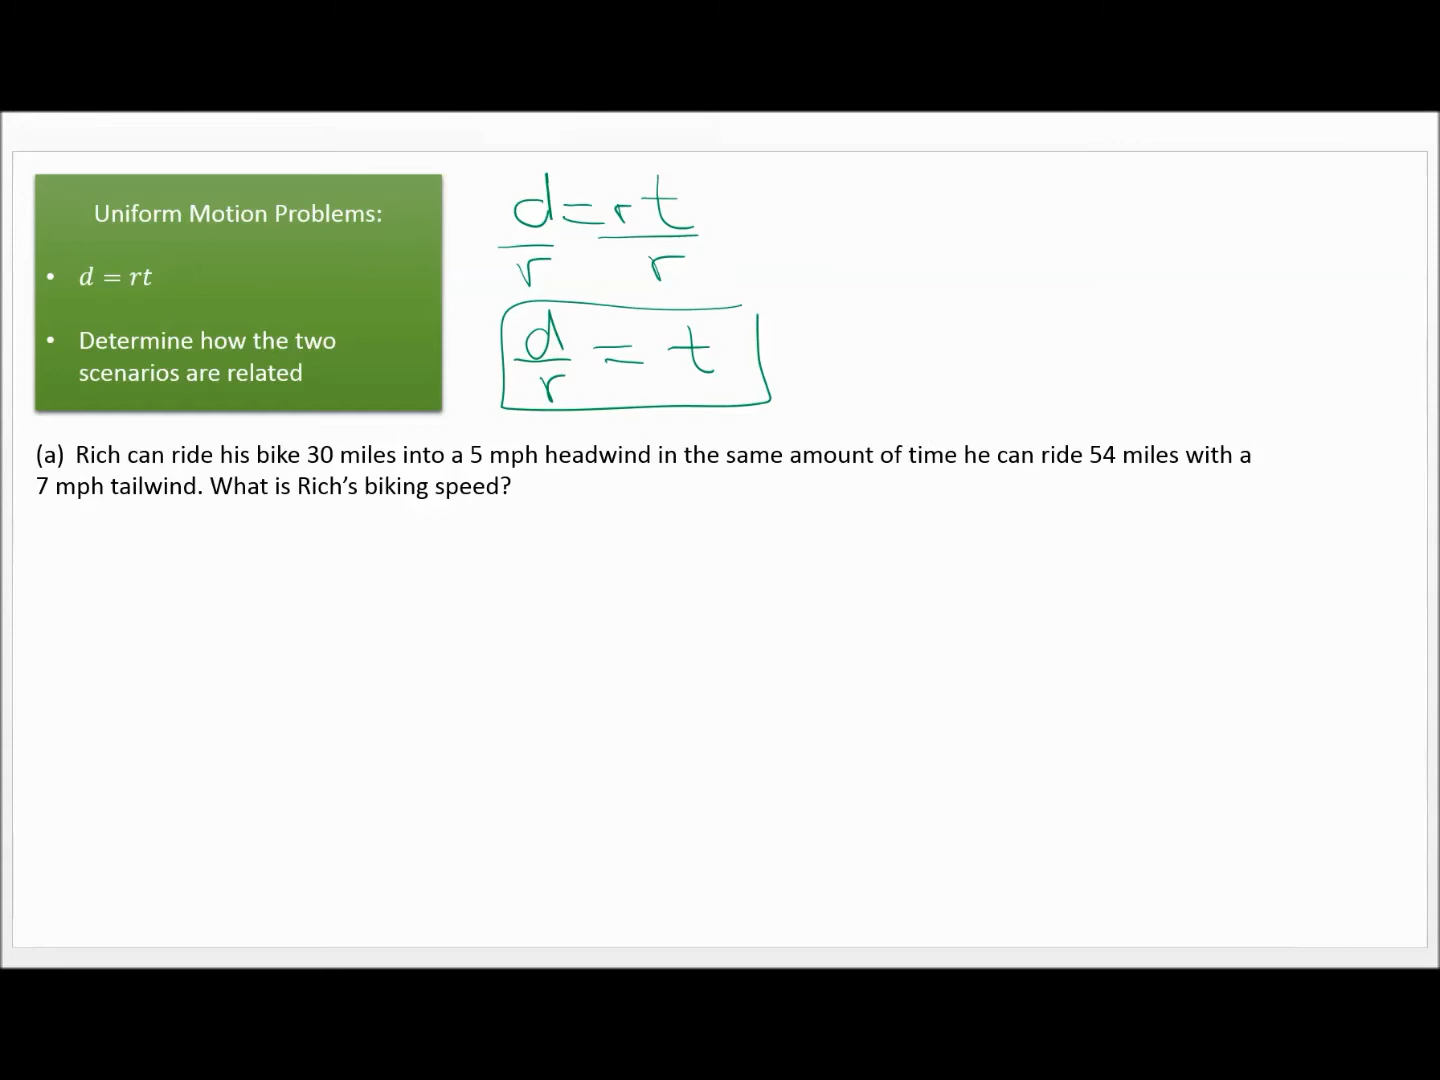 Uniform Motion Problems:
• d = rt
• Determine how the two
scenarios are related
d = rt
r r
d/r = t
(a) Rich can ride his bike 30 miles into a 5 mph headwind in the same amount of time he can ride 54 miles with a
7 mph tailwind. What is Rich’s biking speed?